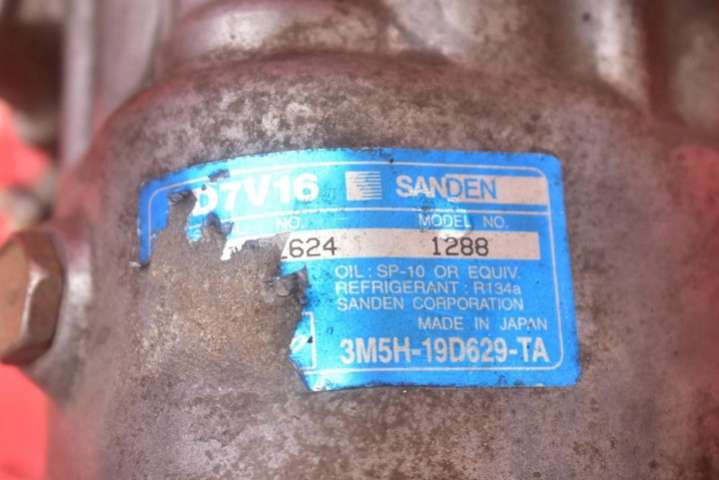 D7V16 SANDEN
NO. MODEL NO.
1624 1288
OIL : SP-10 OR EQUIV.
REFRIGERANT : R134a
SANDEN CORPORATION
MADE IN JAPAN
3M5H-19D629-TA